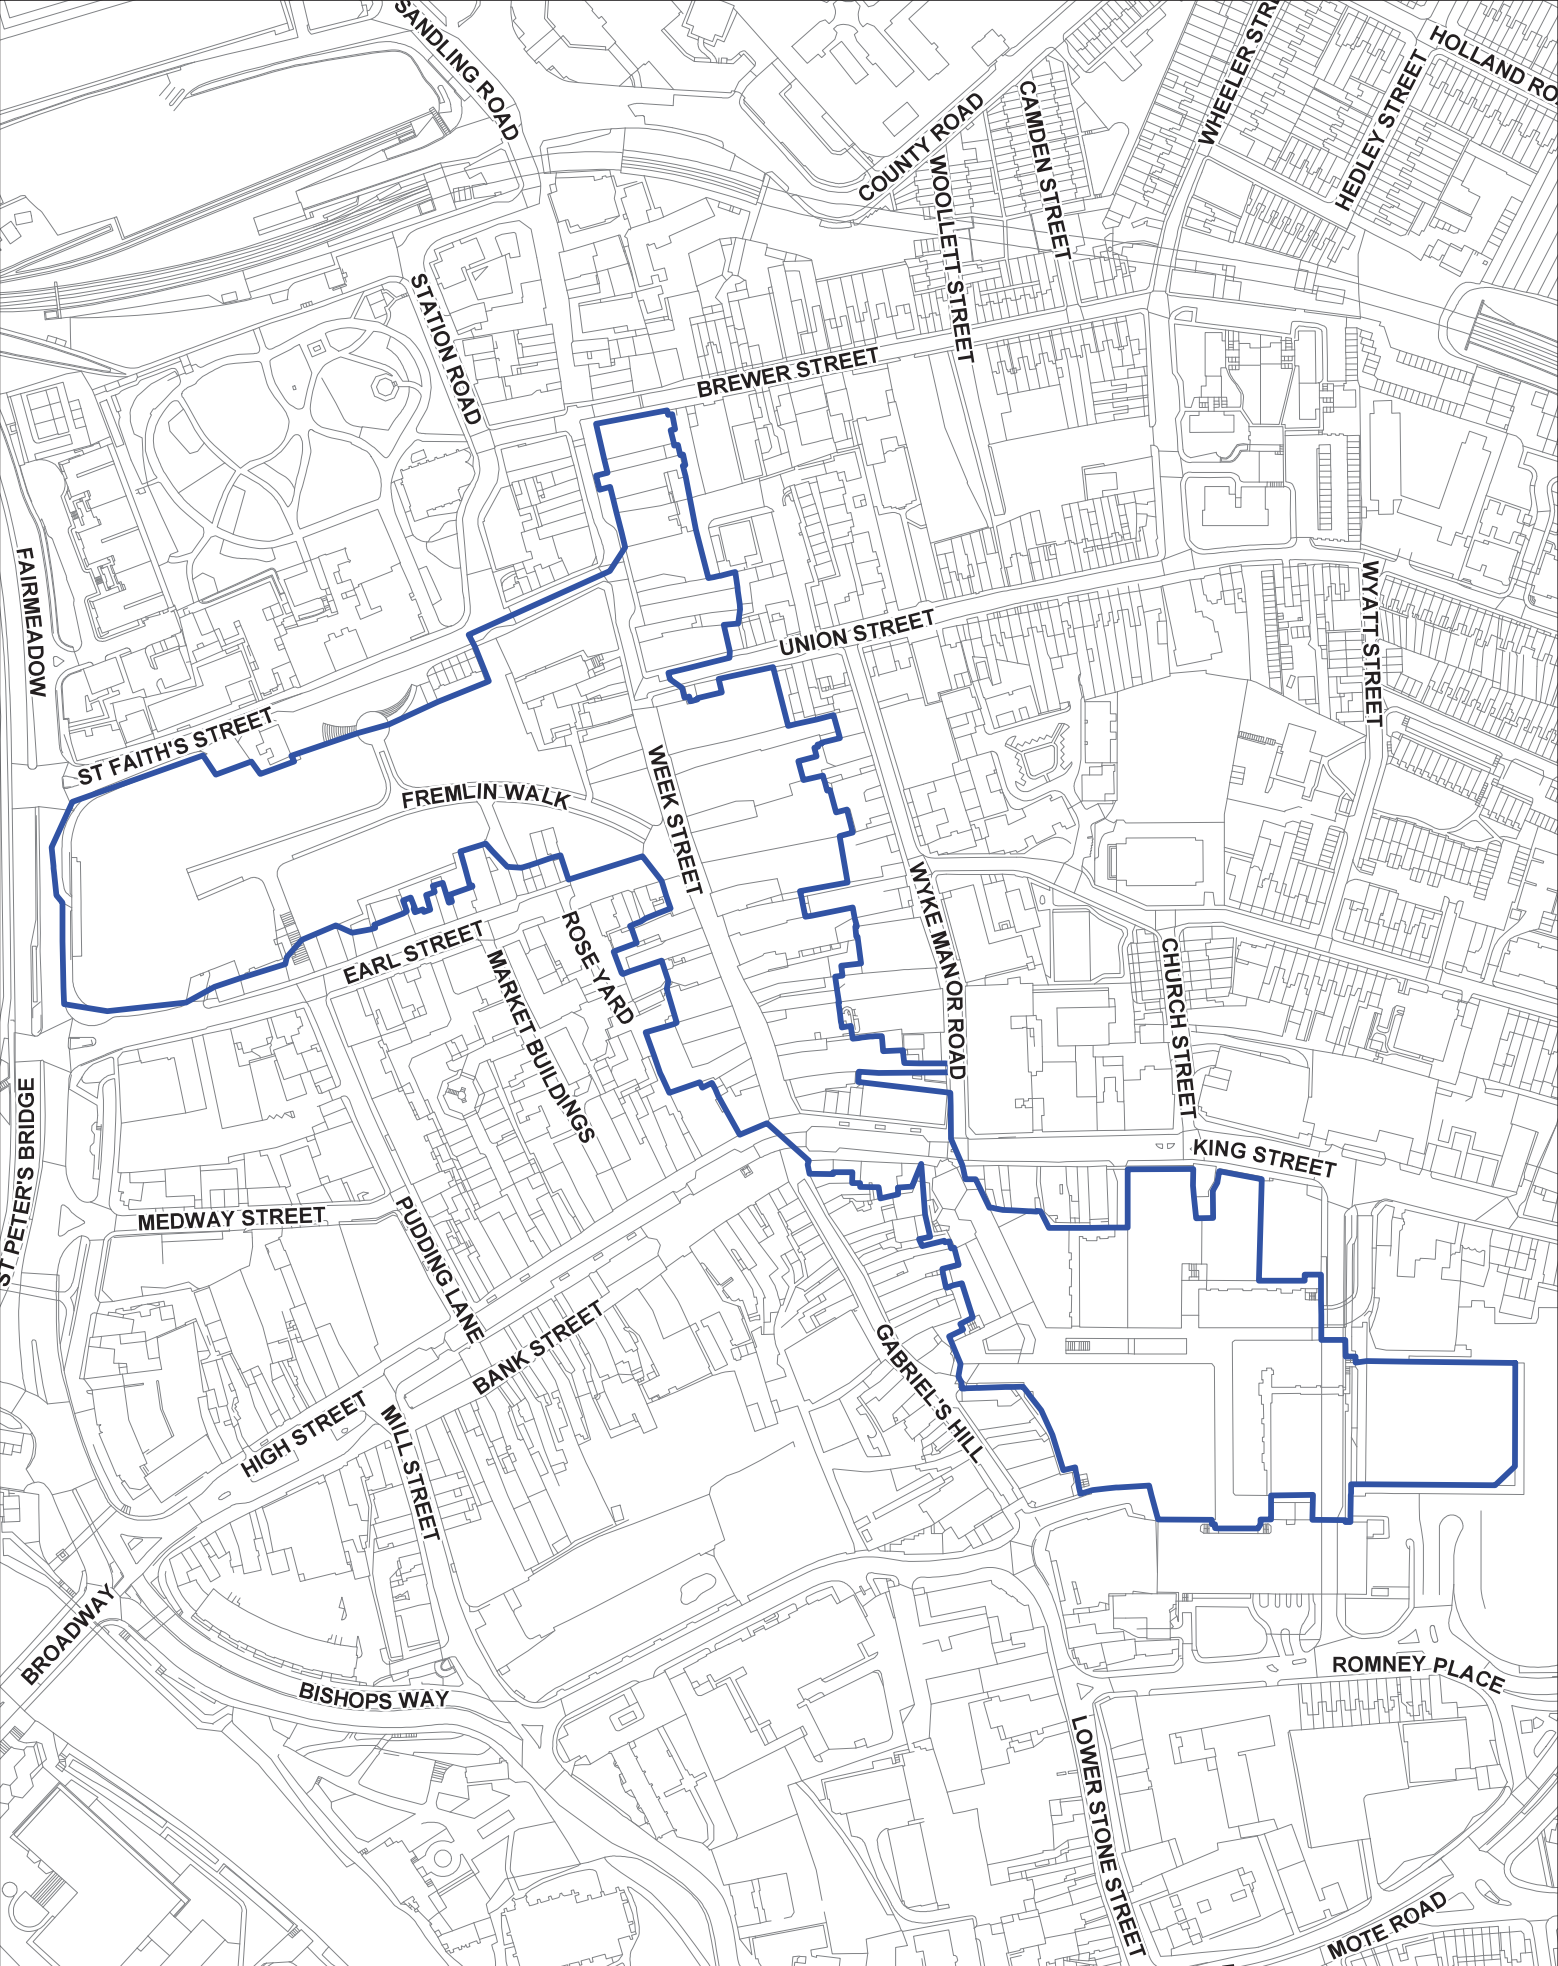 SANDLING ROAD
HOLLAND RO
WHEELER STRE
HEDLEY STREET
COUNTY ROAD
CAMDEN STREET
WOOLLETT STREET
STATION ROAD
BREWER STREET
FAIRMEADOW
UNION STREET
WYATT STREET
ST FAITH'S STREET
FREMLIN WALK
WEEK STREET
WYKE MANOR ROAD
EARL STREET
ROSE YARD
MARKET BUILDINGS
CHURCH STREET
ST PETER'S BRIDGE
KING STREET
MEDWAY STREET
PUDDING LANE
BANK STREET
GABRIEL'S HILL
HIGH STREET
MILL STREET
BROADWAY
BISHOPS WAY
ROMNEY PLACE
LOWER STONE STREET
MOTE ROAD